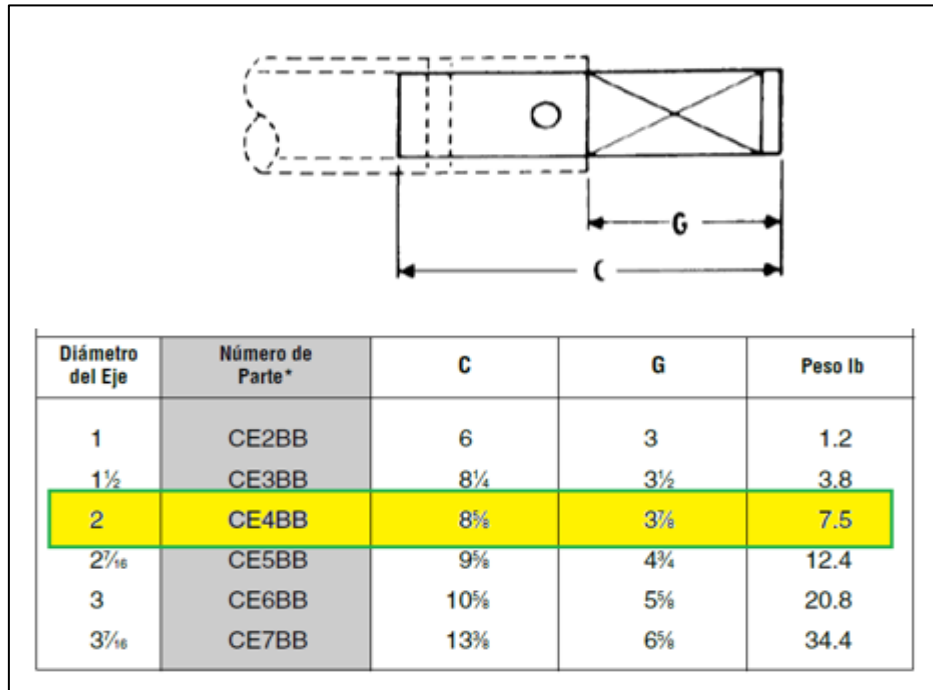 G
C
Diámetro del Eje Número de Parte* C G Peso lb
1 CE2BB 6 3 1.2
1½ CE3BB 8¼ 3½ 3.8
2 CE4BB 8⅝ 3⅞ 7.5
2⁷⁄₁₆ CE5BB 9⅝ 4¾ 12.4
3 CE6BB 10⅝ 5⅝ 20.8
3⁷⁄₁₆ CE7BB 13⅜ 6⅝ 34.4